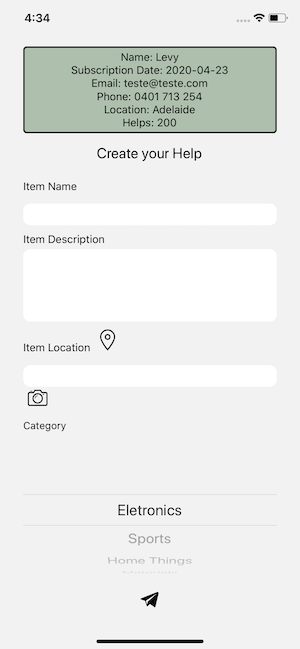 4:34
Name: Levy
Subscription Date: 2020-04-23
Email: teste@teste.com
Phone: 0401 713 254
Location: Adelaide
Helps: 200
Create your Help
Item Name
Item Description
Item Location
Category
Eletronics
Sports
Home Things